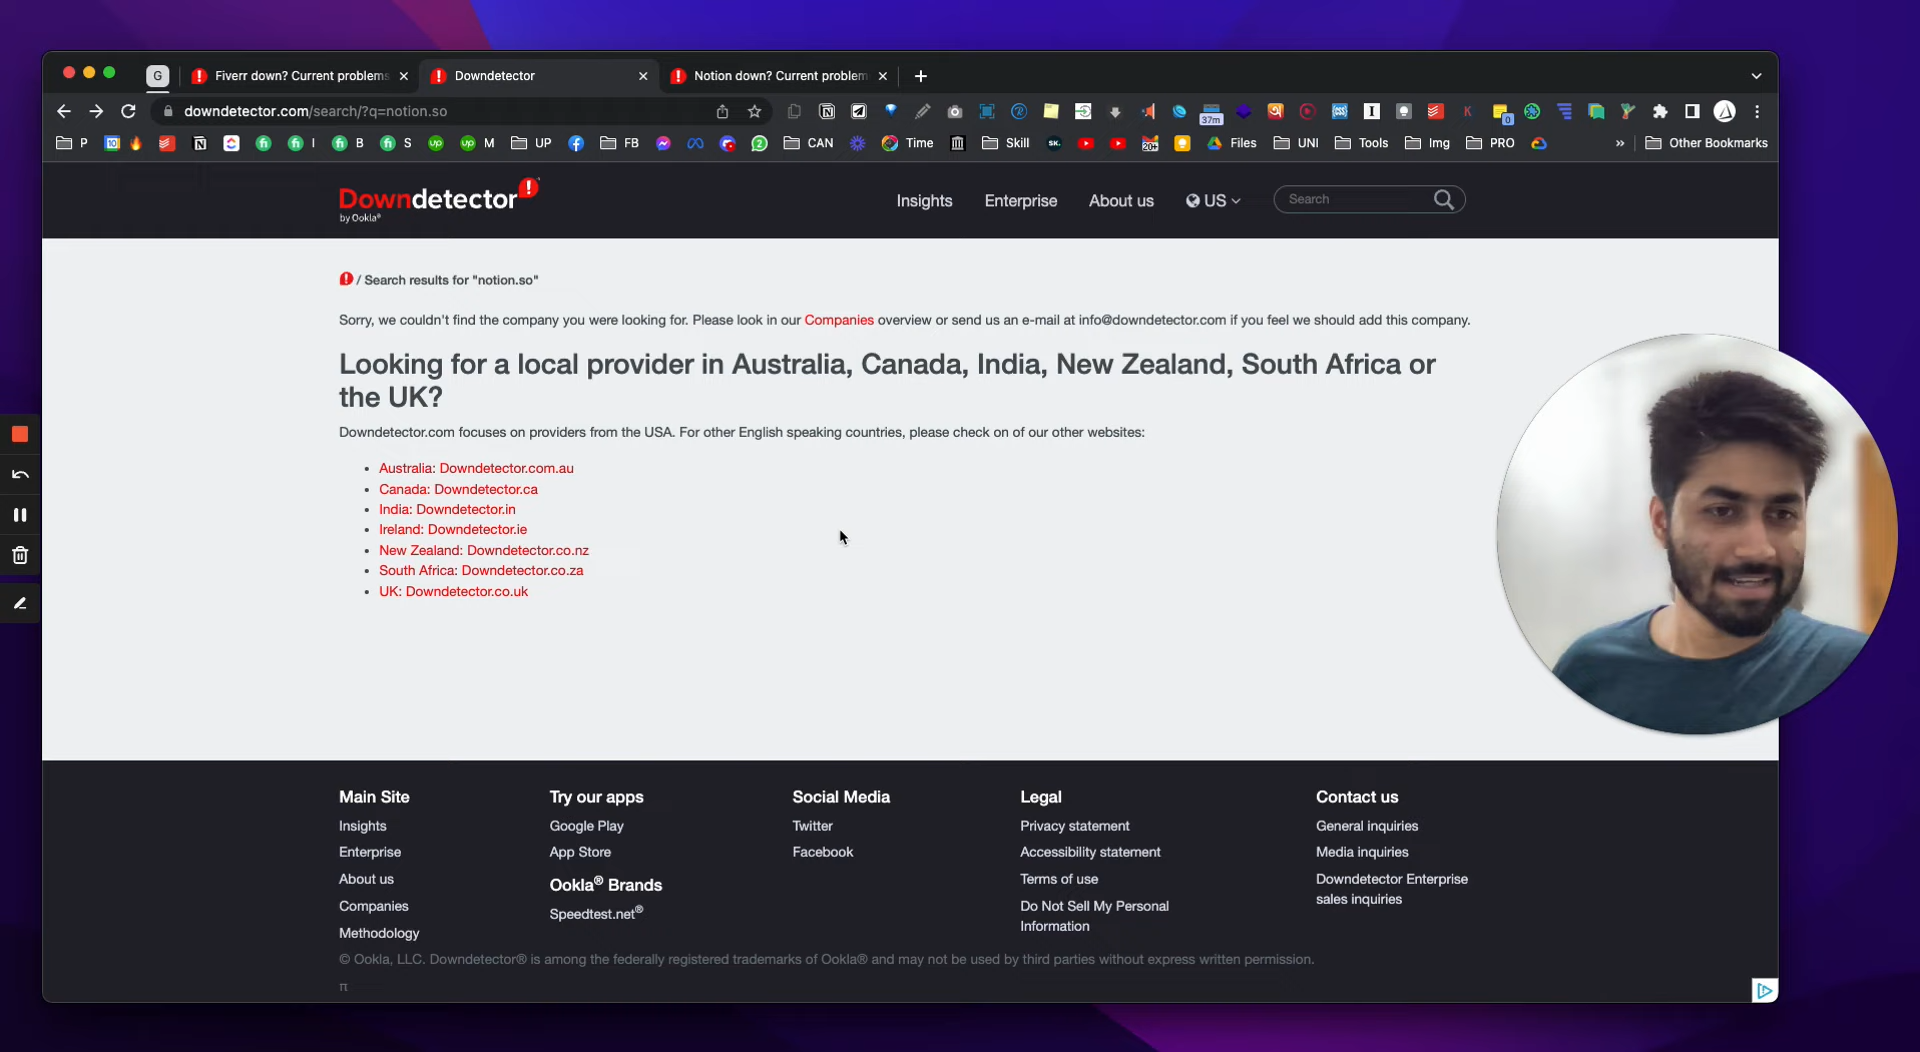 G
Fiverr down? Current problems
Downdetector
Notion down? Current problem
downdetector.com/search/?q=notion.so
37m
0
P
I
B
S
M
UP
FB
CAN
Time
Skill
20+
Files
UNI
Tools
Img
PRO
»
Other Bookmarks
Downdetector
by Ookla®
Insights
Enterprise
About us
US
Search
/ Search results for "notion.so"
Sorry, we couldn't find the company you were looking for. Please look in our Companies overview or send us an e-mail at info@downdetector.com if you feel we should add this company.
Looking for a local provider in Australia, Canada, India, New Zealand, South Africa or
the UK?
Downdetector.com focuses on providers from the USA. For other English speaking countries, please check on of our other websites:
• Australia: Downdetector.com.au
• Canada: Downdetector.ca
• India: Downdetector.in
• Ireland: Downdetector.ie
• New Zealand: Downdetector.co.nz
• South Africa: Downdetector.co.za
• UK: Downdetector.co.uk
Main Site
Insights
Enterprise
About us
Companies
Methodology
Try our apps
Google Play
App Store
Ookla® Brands
Speedtest.net®
Social Media
Twitter
Facebook
Legal
Privacy statement
Accessibility statement
Terms of use
Do Not Sell My Personal
Information
Contact us
General inquiries
Media inquiries
Downdetector Enterprise
sales inquiries
© Ookla, LLC. Downdetector® is among the federally registered trademarks of Ookla® and may not be used by third parties without express written permission.
π